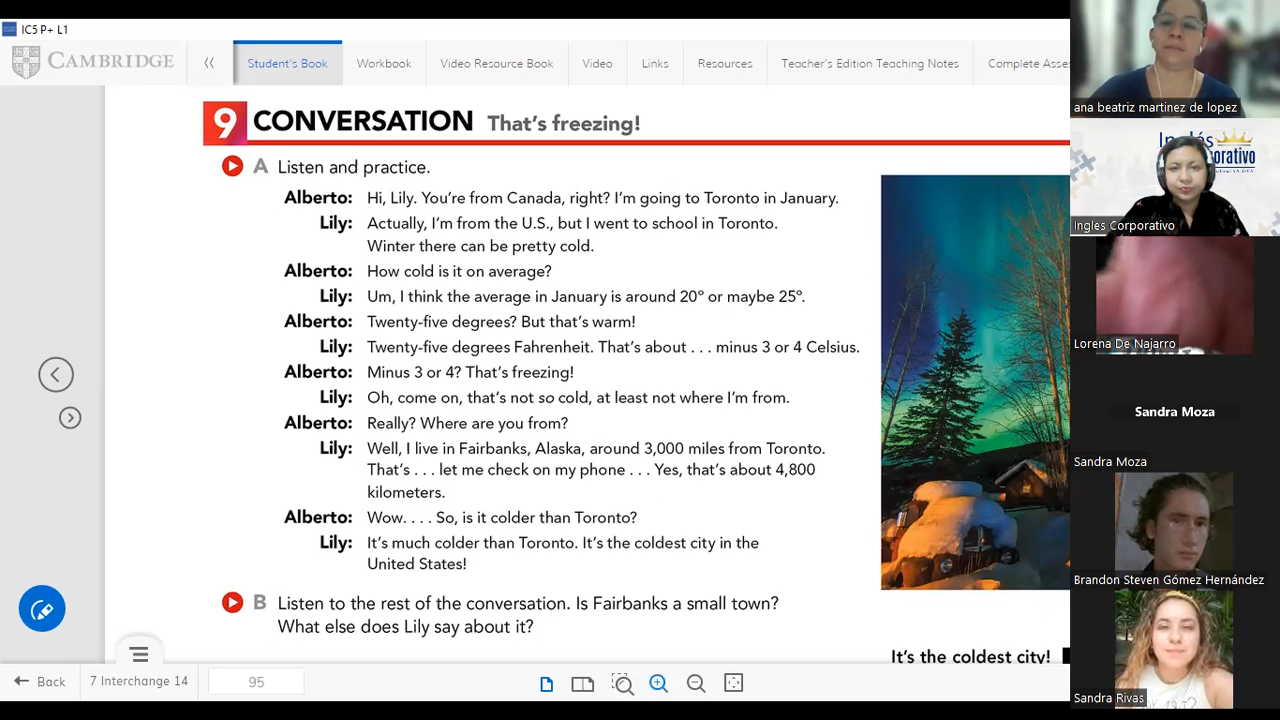 IC5 P+ L1
CAMBRIDGE
Student's Book
Workbook
Video Resource Book
Video
Links
Resources
Teacher's Edition Teaching Notes
Complete Asse
9 CONVERSATION That's freezing!
A Listen and practice.
Alberto: Hi, Lily. You're from Canada, right? I'm going to Toronto in January.
Lily: Actually, I'm from the U.S., but I went to school in Toronto.
Winter there can be pretty cold.
Alberto: How cold is it on average?
Lily: Um, I think the average in January is around 20º or maybe 25º.
Alberto: Twenty-five degrees? But that's warm!
Lily: Twenty-five degrees Fahrenheit. That's about . . . minus 3 or 4 Celsius.
Alberto: Minus 3 or 4? That's freezing!
Lily: Oh, come on, that's not so cold, at least not where I'm from.
Alberto: Really? Where are you from?
Lily: Well, I live in Fairbanks, Alaska, around 3,000 miles from Toronto.
That's . . . let me check on my phone . . . Yes, that's about 4,800
kilometers.
Alberto: Wow. . . . So, is it colder than Toronto?
Lily: It's much colder than Toronto. It's the coldest city in the
United States!
B Listen to the rest of the conversation. Is Fairbanks a small town?
What else does Lily say about it?
It's the coldest city!
Back
7 Interchange 14
95
ana beatriz martinez de lopez
Ingles Corporativo
Lorena De Najarro
Sandra Moza
Sandra Moza
Brandon Steven Gómez Hernández
Sandra Rivas